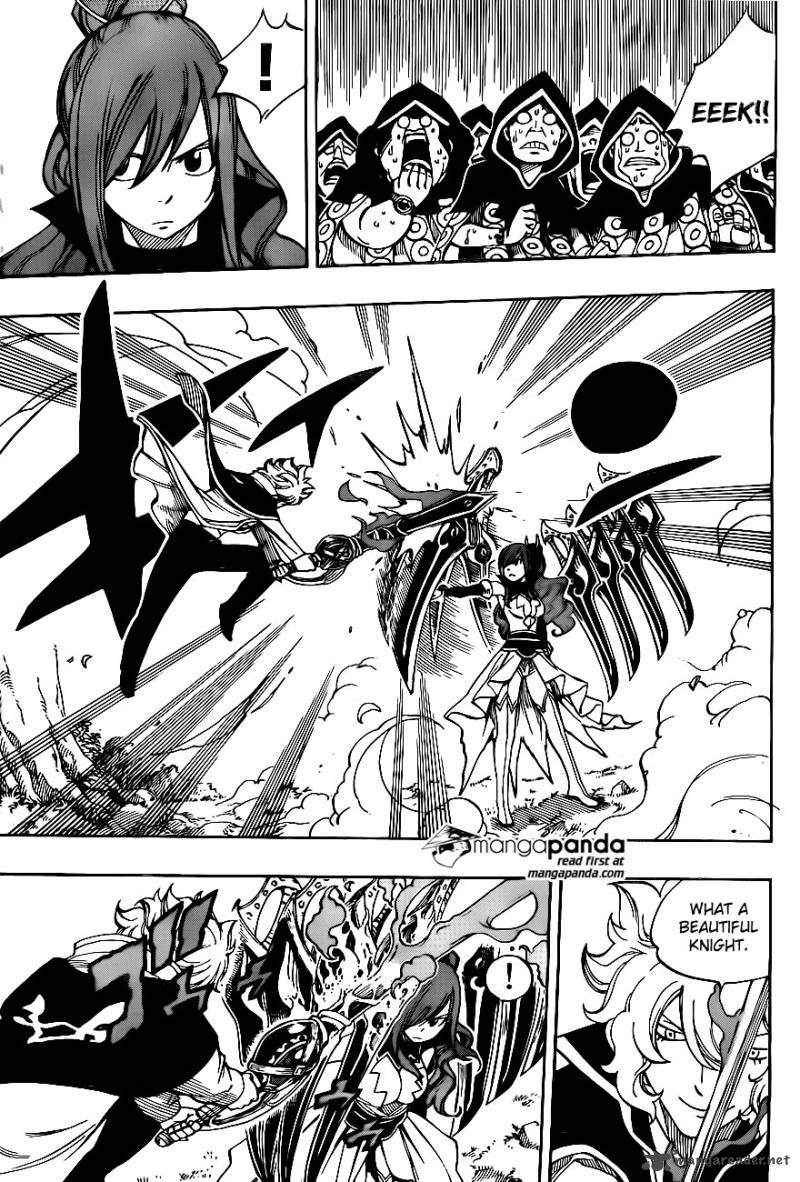 !
EEEK!!
mangapanda
read first at
mangapanda.com
!
WHAT A
BEAUTIFUL
KNIGHT.
mangareader.net